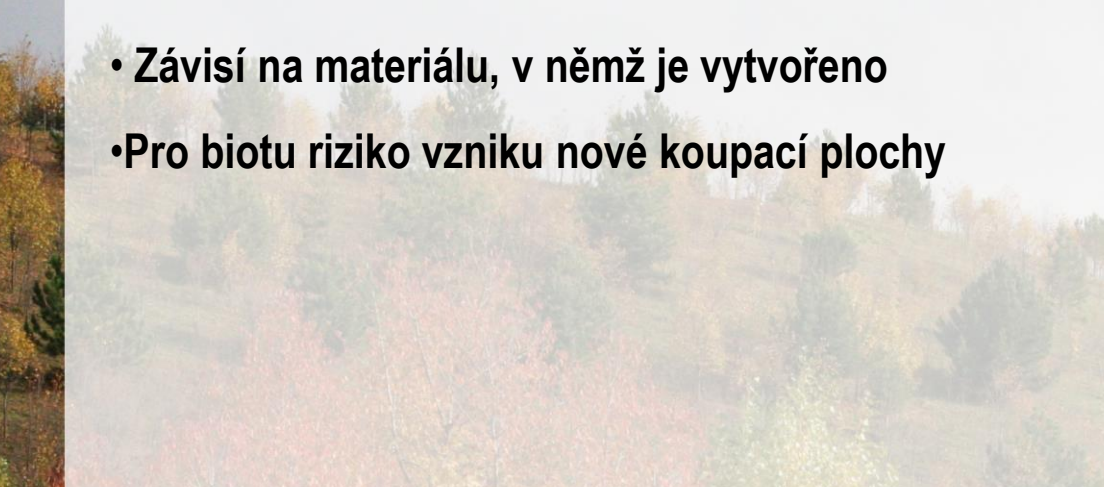 • Závisí na materiálu, v němž je vytvořeno
•Pro biotu riziko vzniku nové koupací plochy